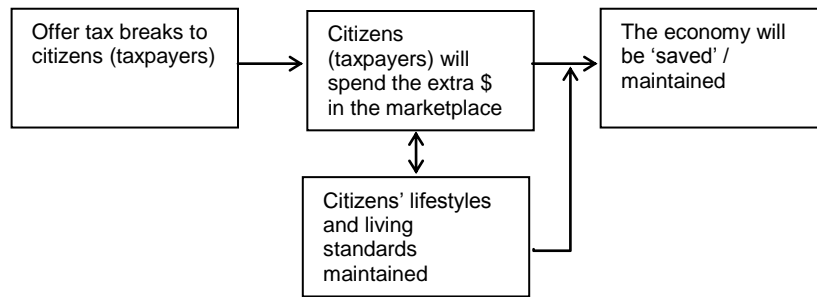 Offer tax breaks to
citizens (taxpayers)
Citizens
(taxpayers) will
spend the extra $
in the marketplace
The economy will
be ‘saved’ /
maintained
Citizens’ lifestyles
and living
standards
maintained